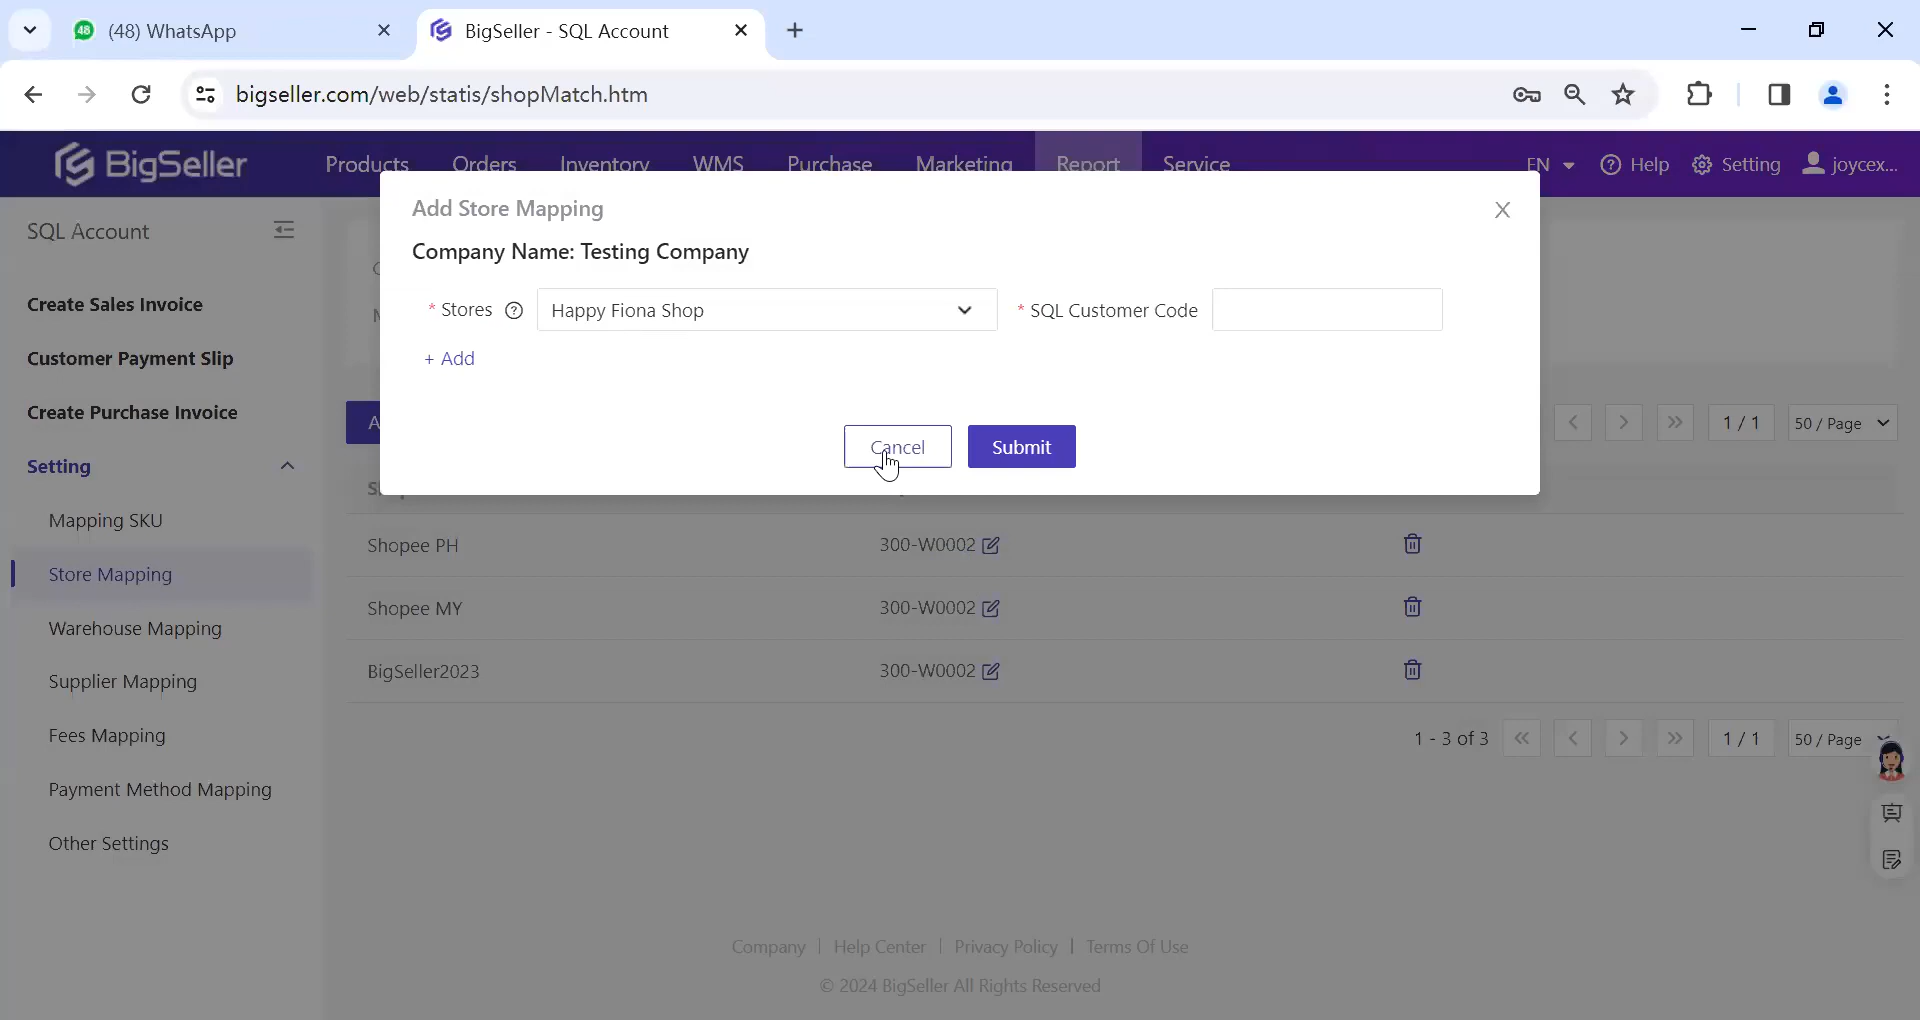 48
(48) WhatsApp
BigSeller - SQL Account
bigseller.com/web/statis/shopMatch.htm
BigSeller
Products
Orders
Inventory
WMS
Purchase
Marketing
Report
Service
EN
Help
Setting
joycex...
SQL Account
Create Sales Invoice
Customer Payment Slip
Create Purchase Invoice
Setting
Mapping SKU
Store Mapping
Warehouse Mapping
Supplier Mapping
Fees Mapping
Payment Method Mapping
Other Settings
Add Store Mapping
Company Name: Testing Company
* Stores
Happy Fiona Shop
* SQL Customer Code
+ Add
Cancel
Submit
1 / 1
50 / Page
Shopee PH
300-W0002
Shopee MY
300-W0002
BigSeller2023
300-W0002
1 - 3 of 3
1 / 1
50 / Page
Company | Help Center | Privacy Policy | Terms Of Use
© 2024 BigSeller All Rights Reserved